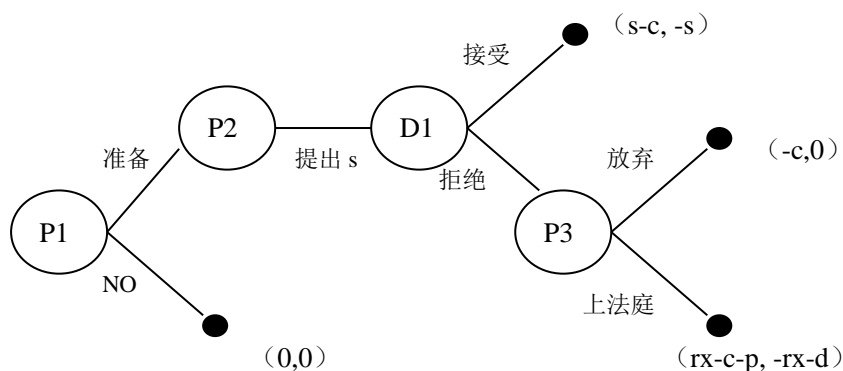 （s-c, -s）
接受
P2
D1
准备
提出 s
拒绝
放弃
（-c,0）
P1
P3
NO
上法庭
（0,0）
（rx-c-p, -rx-d）